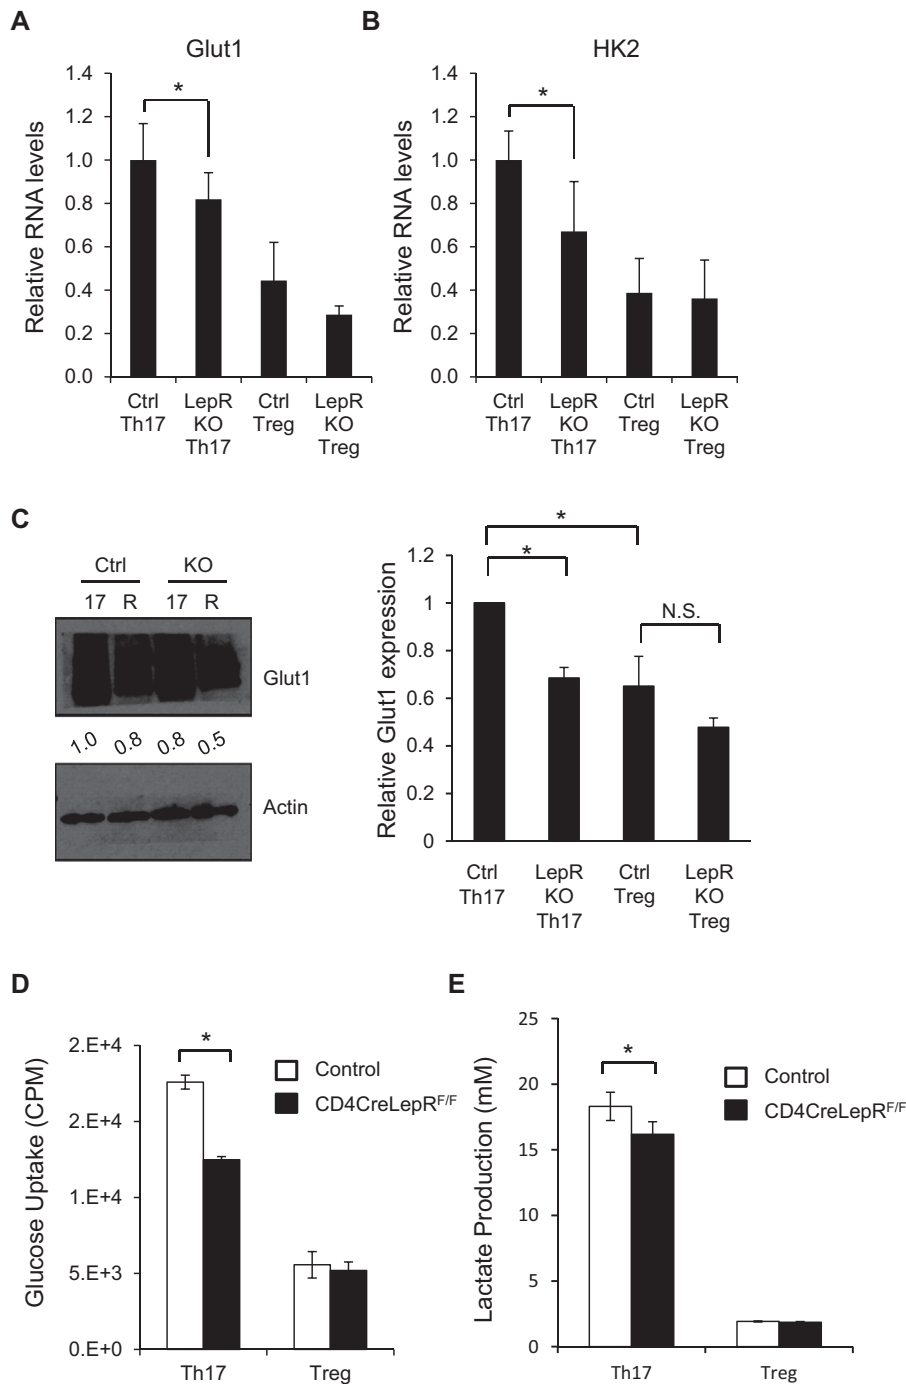 A
Glut1
Relative RNA levels
1.4
1.2
1.0
0.8
0.6
0.4
0.2
0.0
*
Ctrl
Th17
LepR
KO
Th17
Ctrl
Treg
LepR
KO
Treg
B
HK2
Relative RNA levels
1.4
1.2
1.0
0.8
0.6
0.4
0.2
0.0
*
Ctrl
Th17
LepR
KO
Th17
Ctrl
Treg
LepR
KO
Treg
C
Ctrl KO
17 R 17 R
Glut1
1.0 0.8 0.8 0.5
Actin
Relative Glut1 expression
1.2
1
0.8
0.6
0.4
0.2
0
*
*
N.S.
Ctrl
Th17
LepR
KO
Th17
Ctrl
Treg
LepR
KO
Treg
D
Glucose Uptake (CPM)
2.E+4
2.E+4
1.E+4
5.E+3
0.E+0
*
Control
CD4CreLepRF/F
Th17 Treg
E
Lactate Production (mM)
25
20
15
10
5
0
*
Control
CD4CreLepRF/F
Th17 Treg